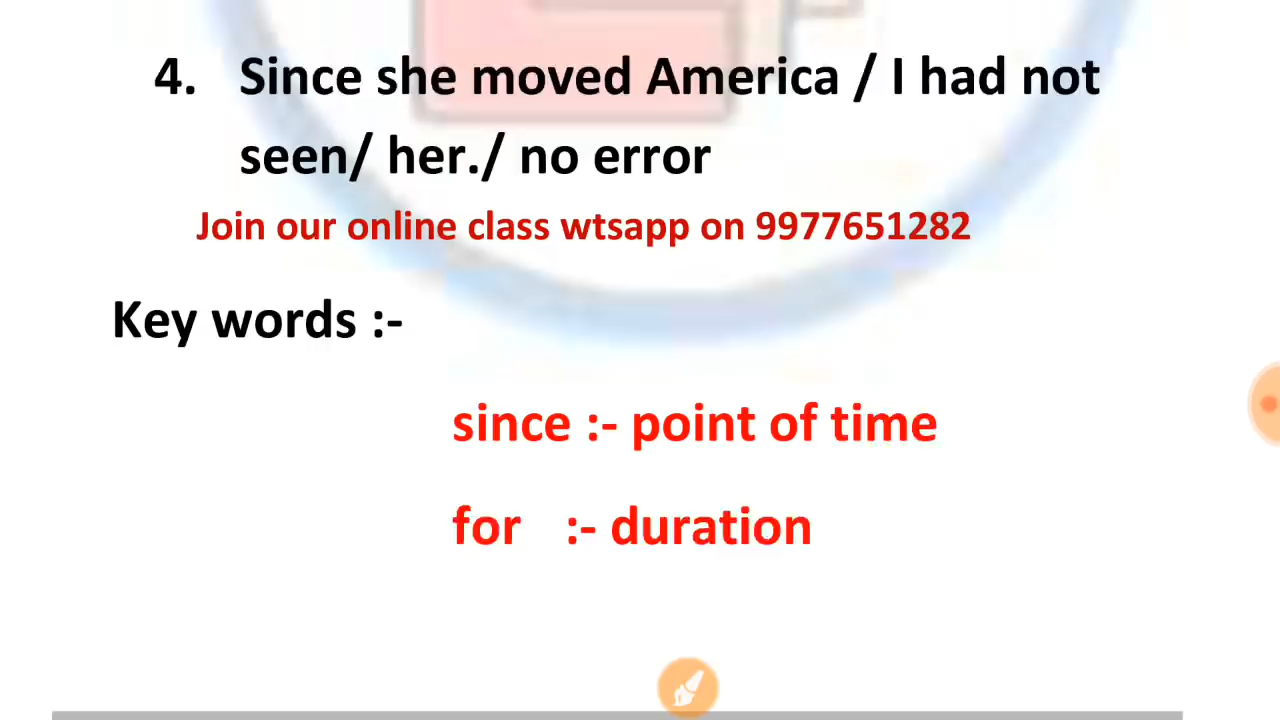 4. Since she moved America / I had not
seen/ her./ no error
Join our online class wtsapp on 9977651282
Key words :-
since :- point of time
for :- duration